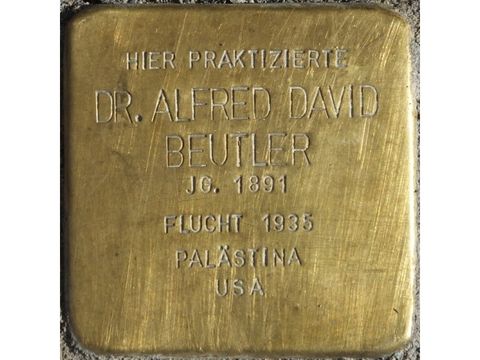 HIER PRAKTIZIERTE
DR. ALFRED DAVID
BEUTLER
JG. 1891
FLUCHT 1935
PALÄSTINA
USA